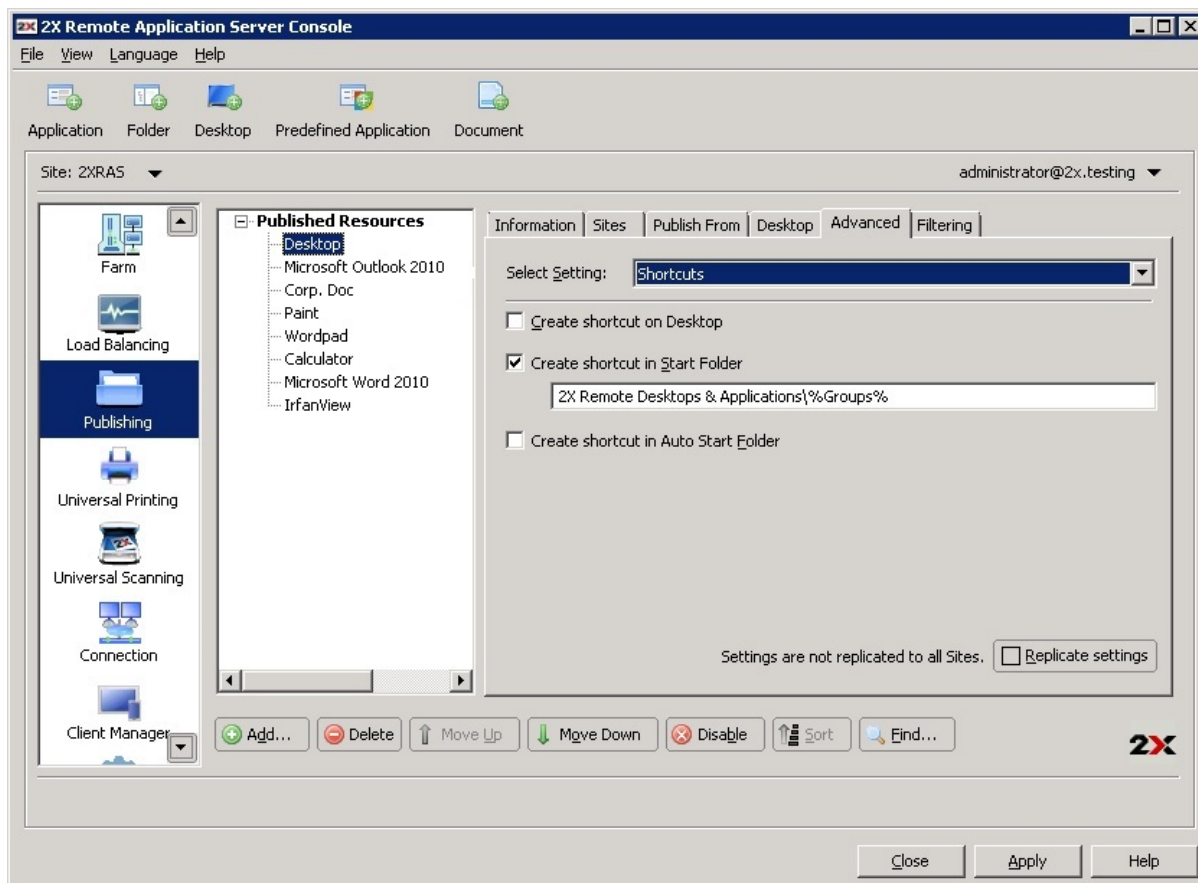 2X 2X Remote Application Server Console
File View Language Help
Application Folder Desktop Predefined Application Document
Site: 2XRAS
administrator@2x.testing
Farm
Load Balancing
Publishing
Universal Printing
Universal Scanning
Connection
Client Manager
Published Resources
Desktop
Microsoft Outlook 2010
Corp. Doc
Paint
Wordpad
Calculator
Microsoft Word 2010
IrfanView
Information Sites Publish From Desktop Advanced Filtering
Select Setting: Shortcuts
Create shortcut on Desktop
Create shortcut in Start Folder
2X Remote Desktops & Applications\%Groups%
Create shortcut in Auto Start Folder
Settings are not replicated to all Sites. Replicate settings
Add... Delete Move Up Move Down Disable Sort Find...
2X
Close Apply Help